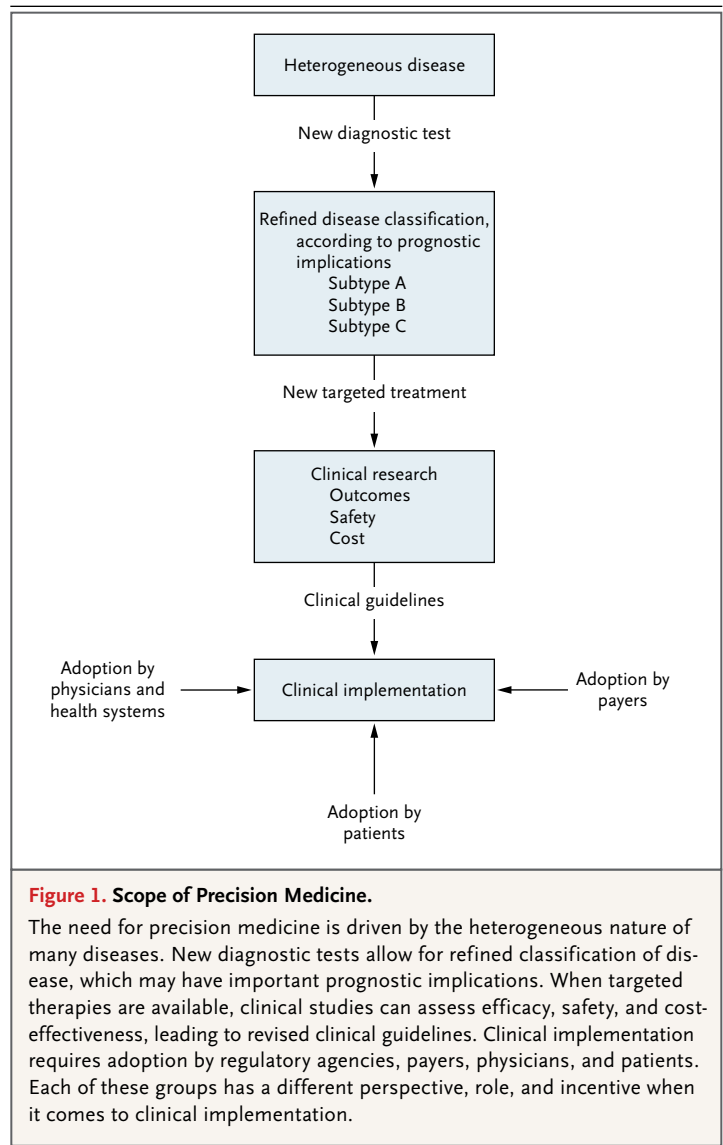 Heterogeneous disease
New diagnostic test
Refined disease classification,
according to prognostic
implications
Subtype A
Subtype B
Subtype C
New targeted treatment
Clinical research
Outcomes
Safety
Cost
Clinical guidelines
Adoption by
physicians and
health systems
Clinical implementation
Adoption by
payers
Adoption by
patients
Figure 1. Scope of Precision Medicine.
The need for precision medicine is driven by the heterogeneous nature of
many diseases. New diagnostic tests allow for refined classification of dis-
ease, which may have important prognostic implications. When targeted
therapies are available, clinical studies can assess efficacy, safety, and cost-
effectiveness, leading to revised clinical guidelines. Clinical implementation
requires adoption by regulatory agencies, payers, physicians, and patients.
Each of these groups has a different perspective, role, and incentive when
it comes to clinical implementation.